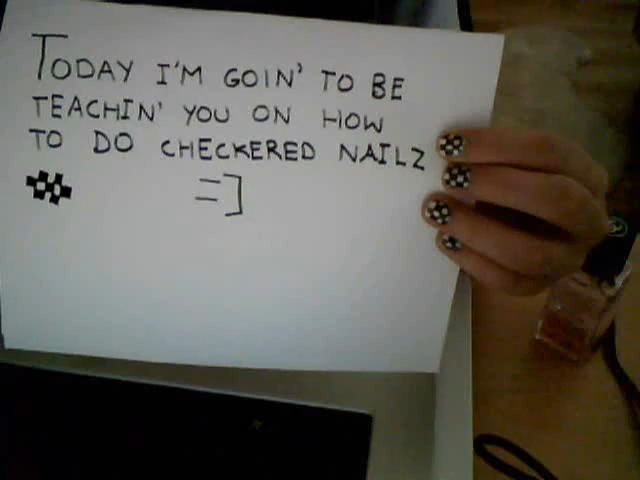 TODAY I'M GOIN' TO BE
TEACHIN' YOU ON HOW
TO DO CHECKERED NAILZ
=]